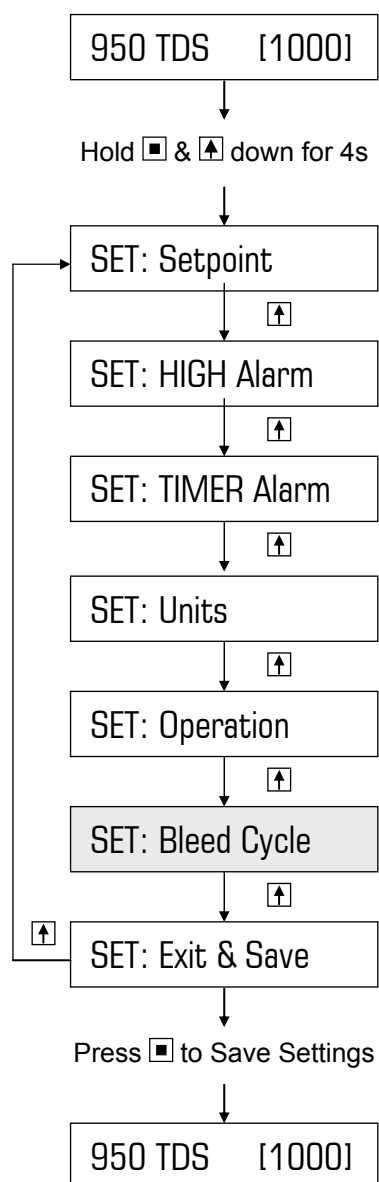 950 TDS [1000]
Hold & down for 4s
SET: Setpoint
SET: HIGH Alarm
SET: TIMER Alarm
SET: Units
SET: Operation
SET: Bleed Cycle
SET: Exit & Save
Press to Save Settings
950 TDS [1000]